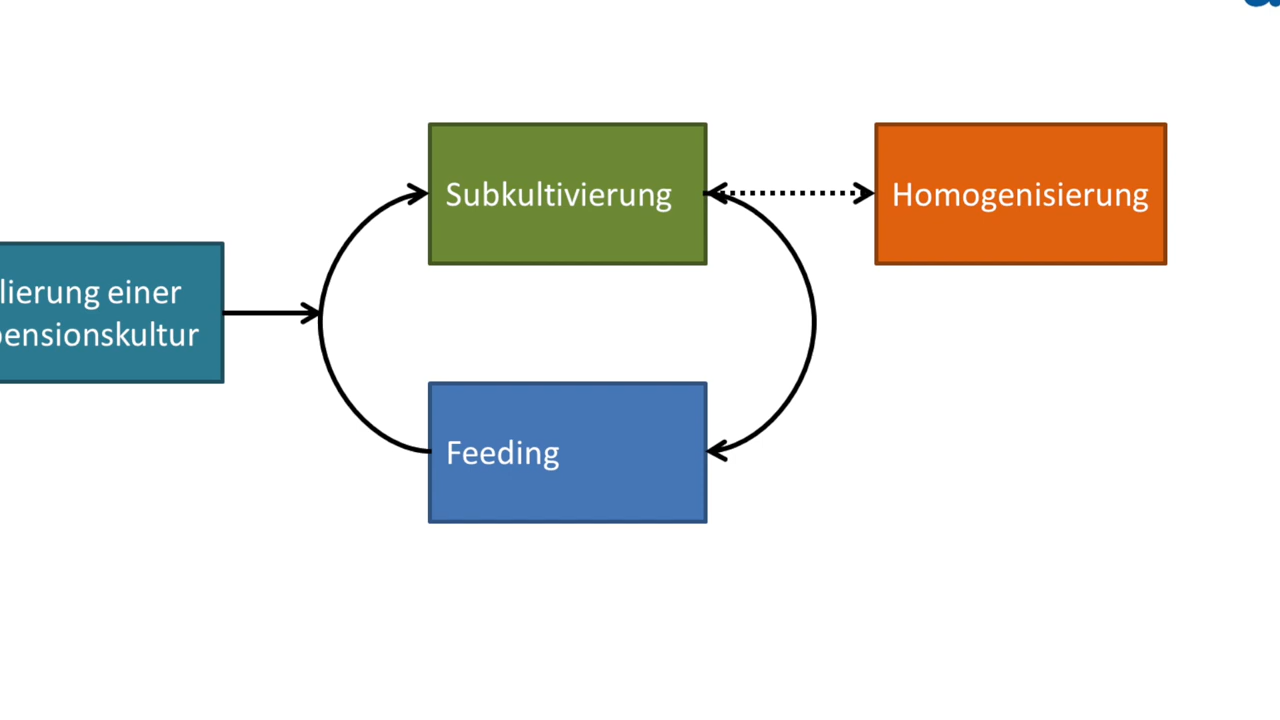 Subkultivierung
Homogenisierung
lierung einer
pensionskultur
Feeding